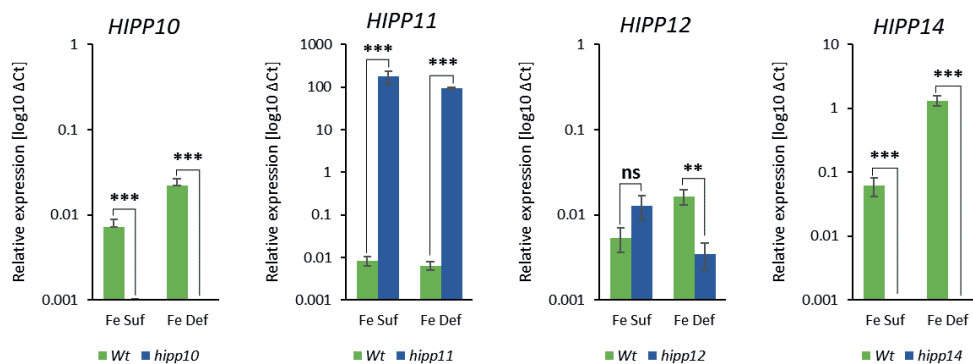 HIPP10
Relative expression [log10 ΔCt]
1
0.1
0.01
0.001
***
***
Fe Suf Fe Def
Wt hipp10
HIPP11
Relative expression [log10 ΔCt]
1000
100
10
1
0.1
0.01
0.001
***
***
Fe Suf Fe Def
Wt hipp11
HIPP12
Relative expression [log10 ΔCt]
1
0.1
0.01
0.001
ns
**
Fe Suf Fe Def
Wt hipp12
HIPP14
Relative expression [log10 ΔCt]
10
1
0.1
0.01
0.001
***
***
Fe Suf Fe Def
Wt hipp14